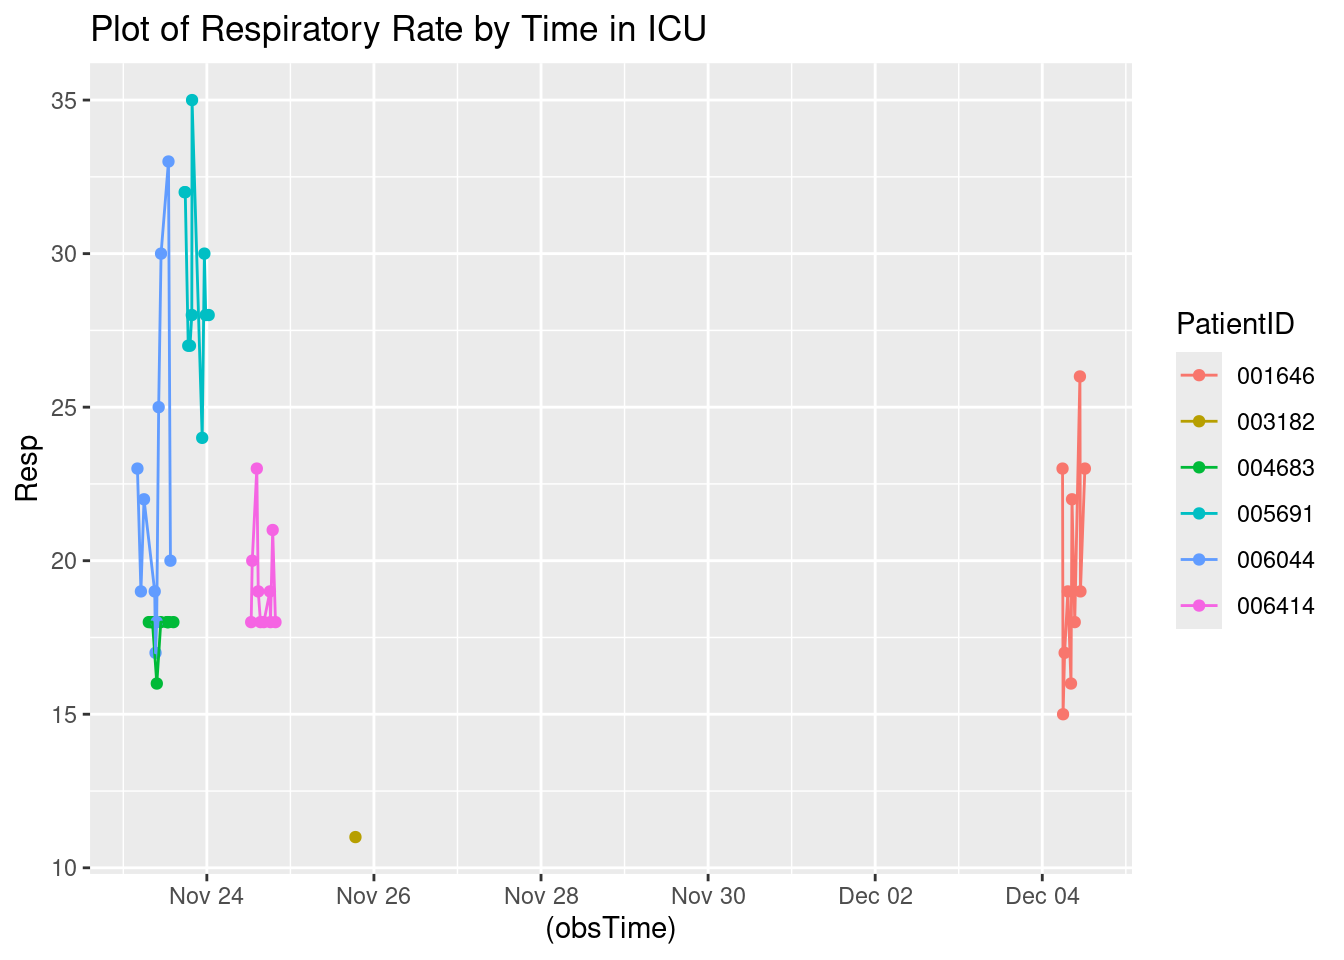 Plot of Respiratory Rate by Time in ICU
Resp
35
30
25
20
15
10
Nov 24
Nov 26
Nov 28
Nov 30
Dec 02
Dec 04
(obsTime)
PatientID
001646
003182
004683
005691
006044
006414